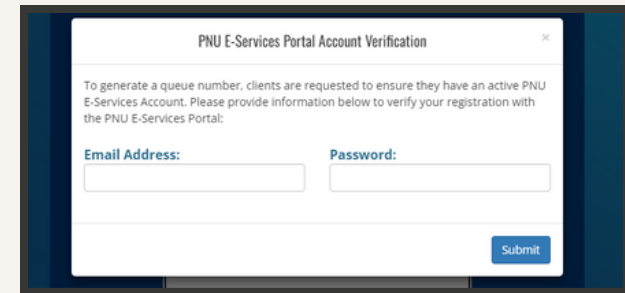 PNU E-Services Portal Account Verification ×
To generate a queue number, clients are requested to ensure they have an active PNU
E-Services Account. Please provide information below to verify your registration with
the PNU E-Services Portal:
Email Address: Password:
Submit